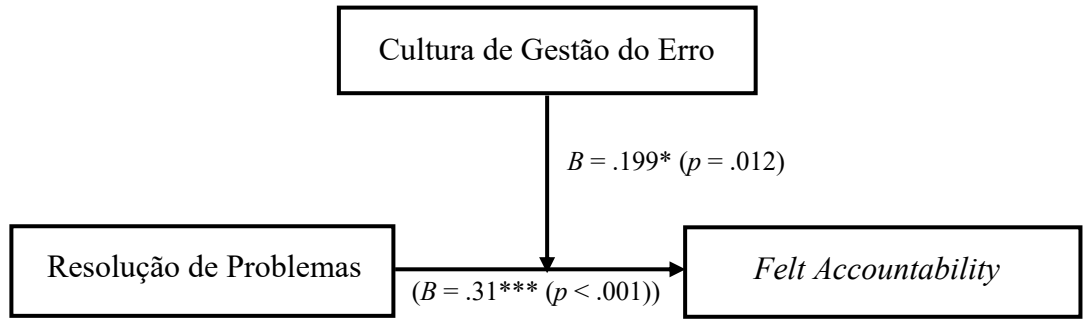 Cultura de Gestão do Erro
B = .199* (p = .012)
Resolução de Problemas
(B = .31*** (p < .001))
Felt Accountability